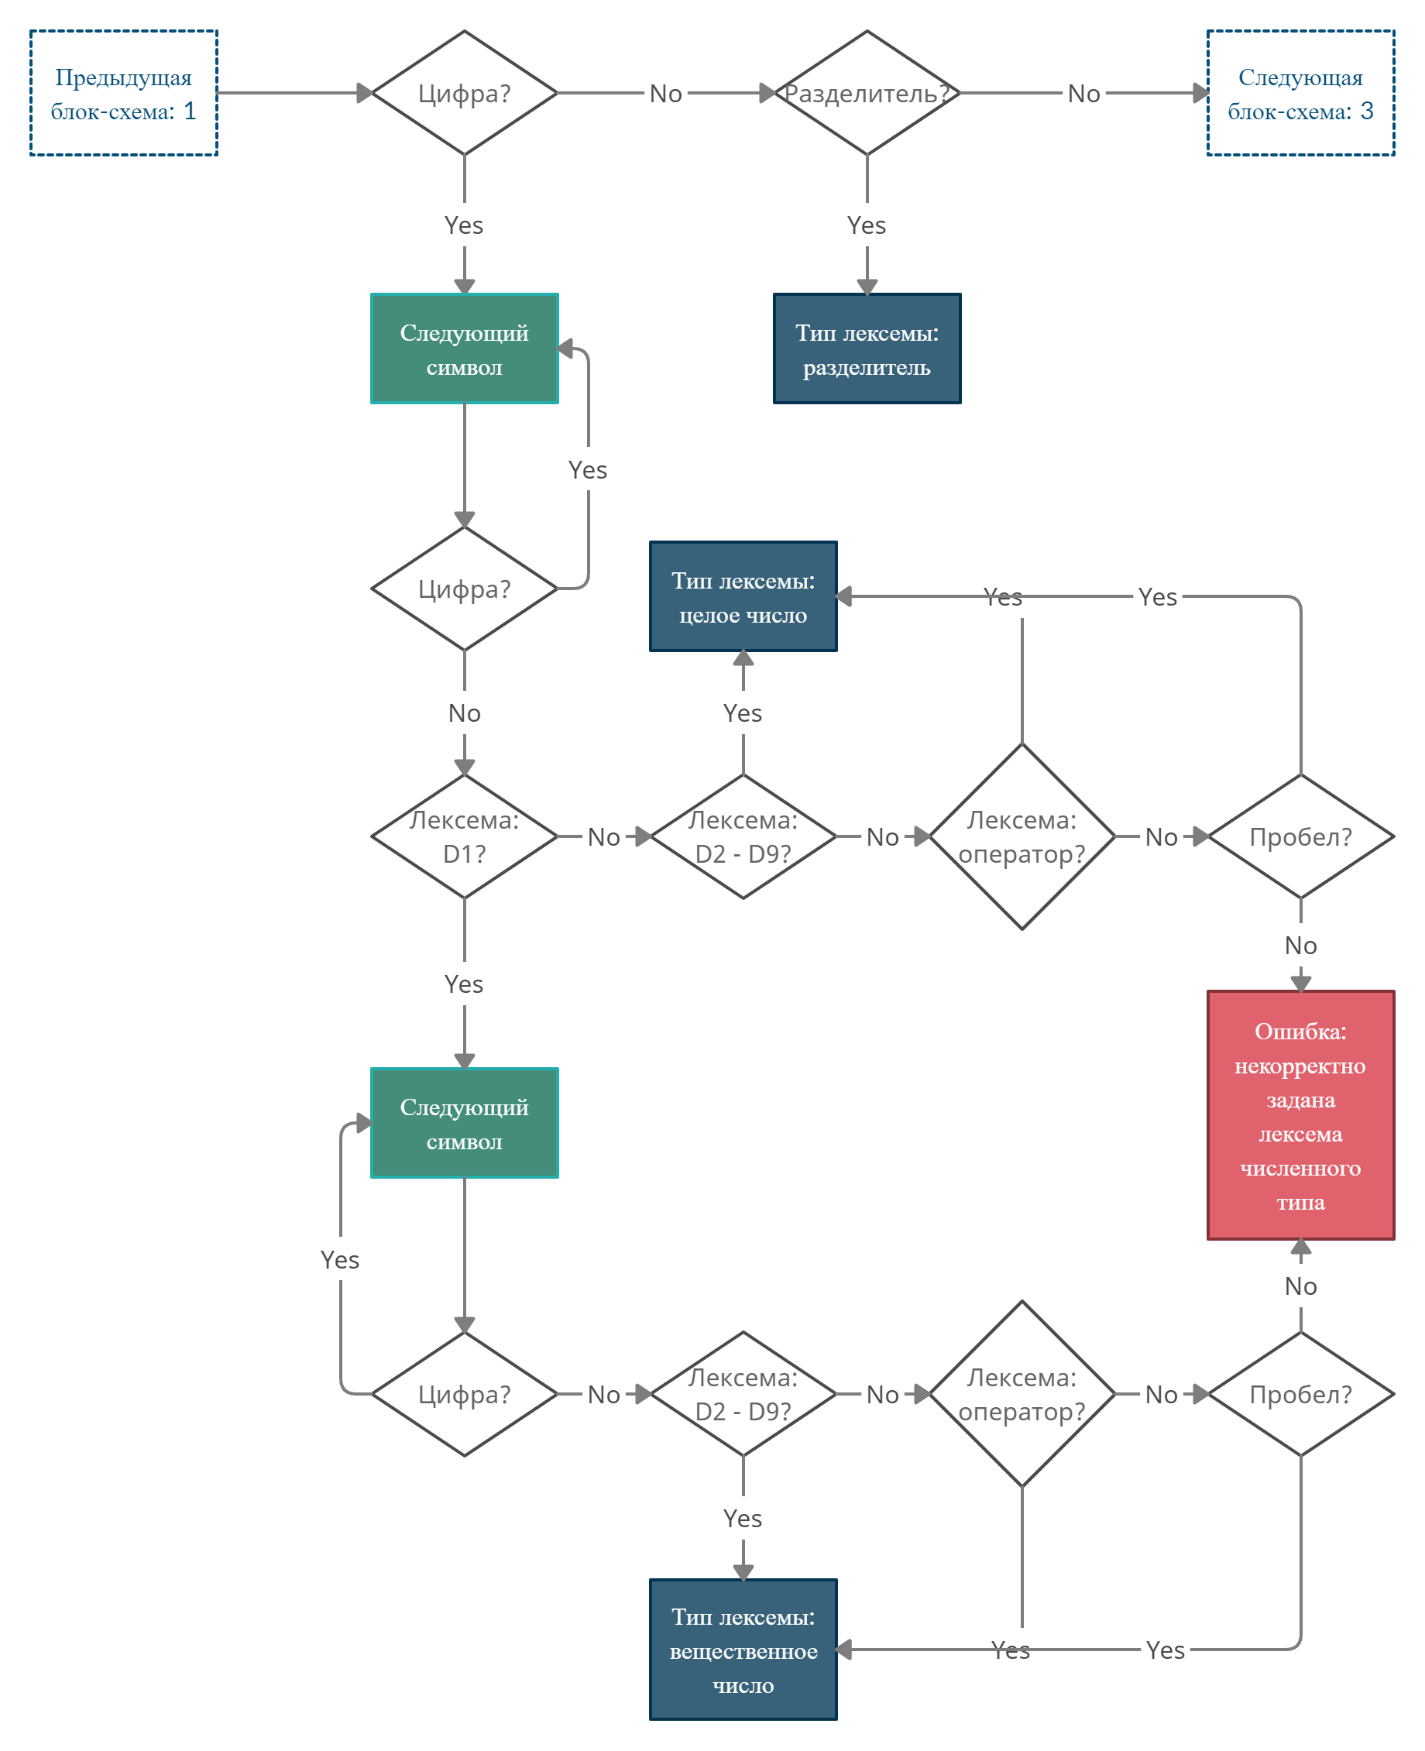 Предыдущая
блок-схема: 1
Цифра?
No
Разделитель?
No
Следующая
блок-схема: 3
Yes
Yes
Следующий
символ
Тип лексемы:
разделитель
Yes
Цифра?
Тип лексемы:
целое число
Yes
Yes
No
Yes
Лексема:
D1?
No
Лексема:
D2 - D9?
No
Лексема:
оператор?
No
Пробел?
No
Yes
Ошибка:
некорректно
задана
лексема
численного
типа
Следующий
символ
Yes
No
Цифра?
No
Лексема:
D2 - D9?
No
Лексема:
оператор?
No
Пробел?
Yes
Тип лексемы:
вещественное
число
Yes
Yes